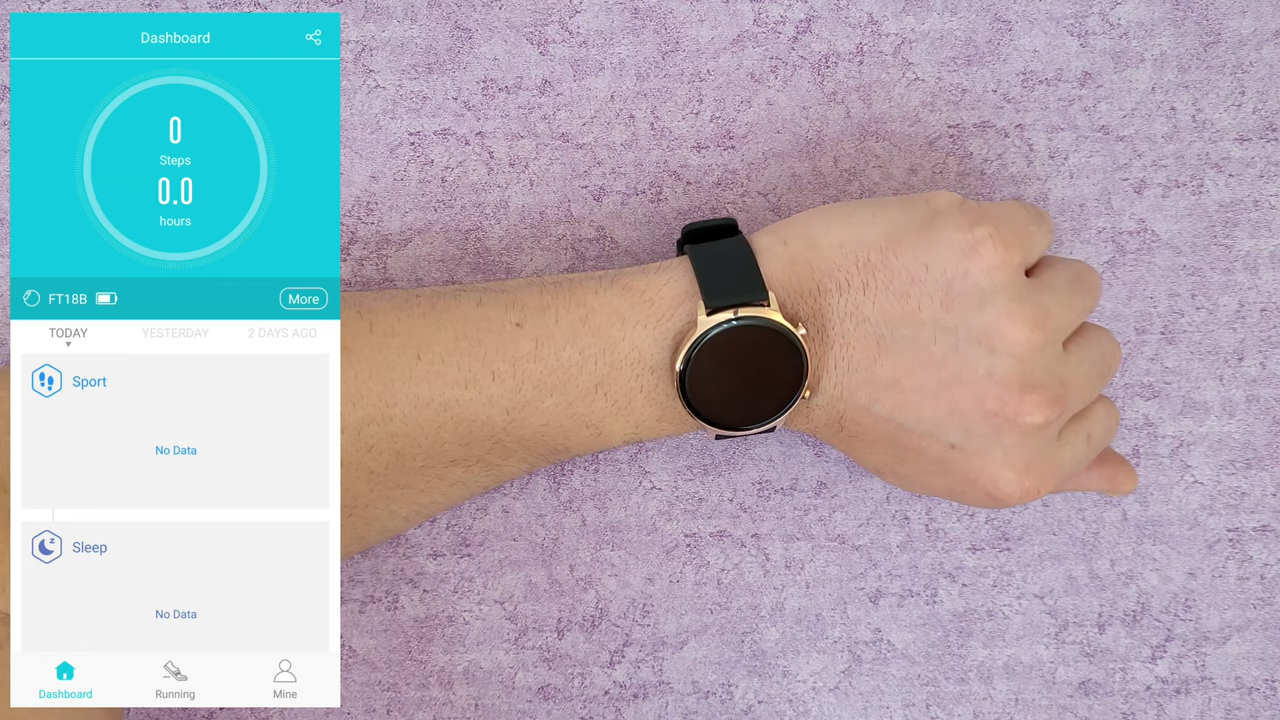 Dashboard
0
Steps
0.0
hours
FT18B
More
TODAY YESTERDAY 2 DAYS AGO
Sport
No Data
Sleep
No Data
Dashboard Running Mine